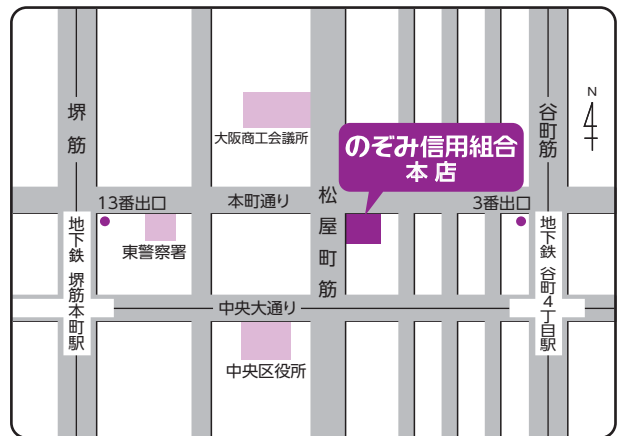 N
堺筋
谷町筋
大阪商工会議所
のぞみ信用組合
本店
13番出口
本町通り
松屋町筋
3番出口
地下鉄 堺筋本町駅
東警察署
地下鉄 谷町4丁目駅
中央大通り
中央区役所